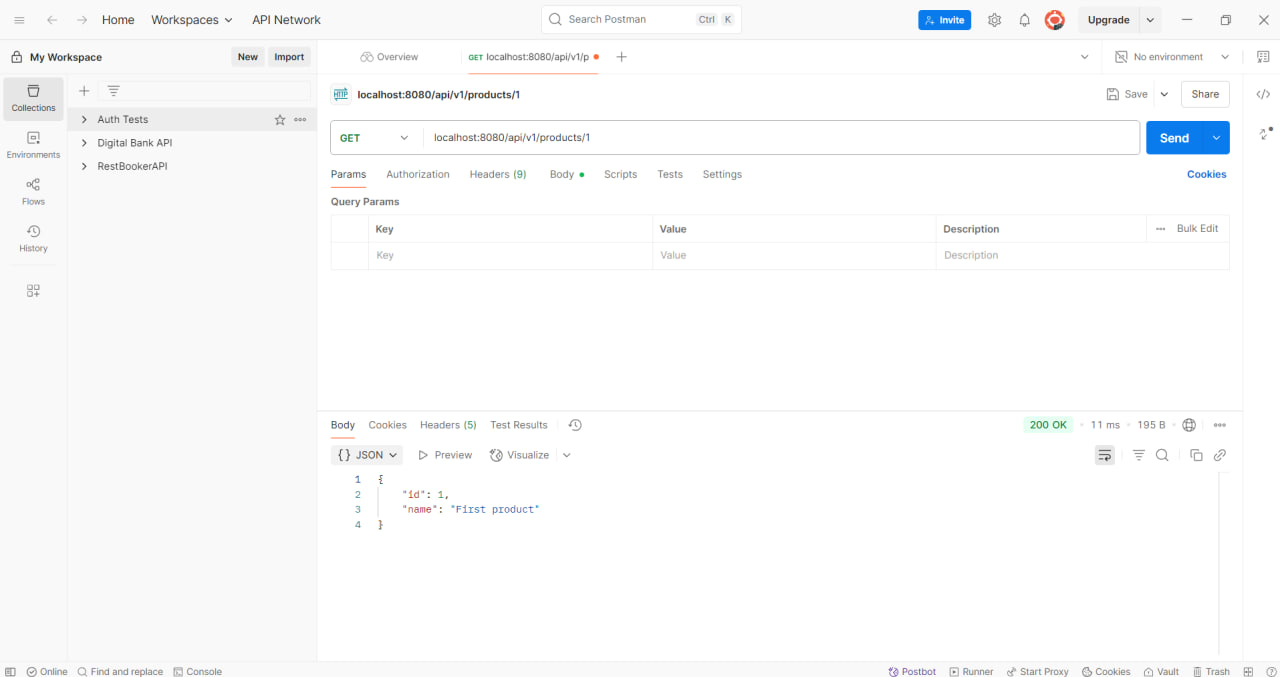 Home Workspaces API Network Search Postman Ctrl K Invite Upgrade
My Workspace New Import Overview GET localhost:8080/api/v1/p No environment
Collections
Environments
Flows
History
Auth Tests
Digital Bank API
RestBookerAPI
HTTP localhost:8080/api/v1/products/1 Save Share
GET localhost:8080/api/v1/products/1 Send
Params Authorization Headers (9) Body Scripts Tests Settings Cookies
Query Params
Key Value Description Bulk Edit
Key Value Description
Body Cookies Headers (5) Test Results 200 OK 11 ms 195 B
{} JSON Preview Visualize
1 {
2 "id": 1,
3 "name": "First product"
4 }
Online Find and replace Console Postbot Runner Start Proxy Cookies Vault Trash